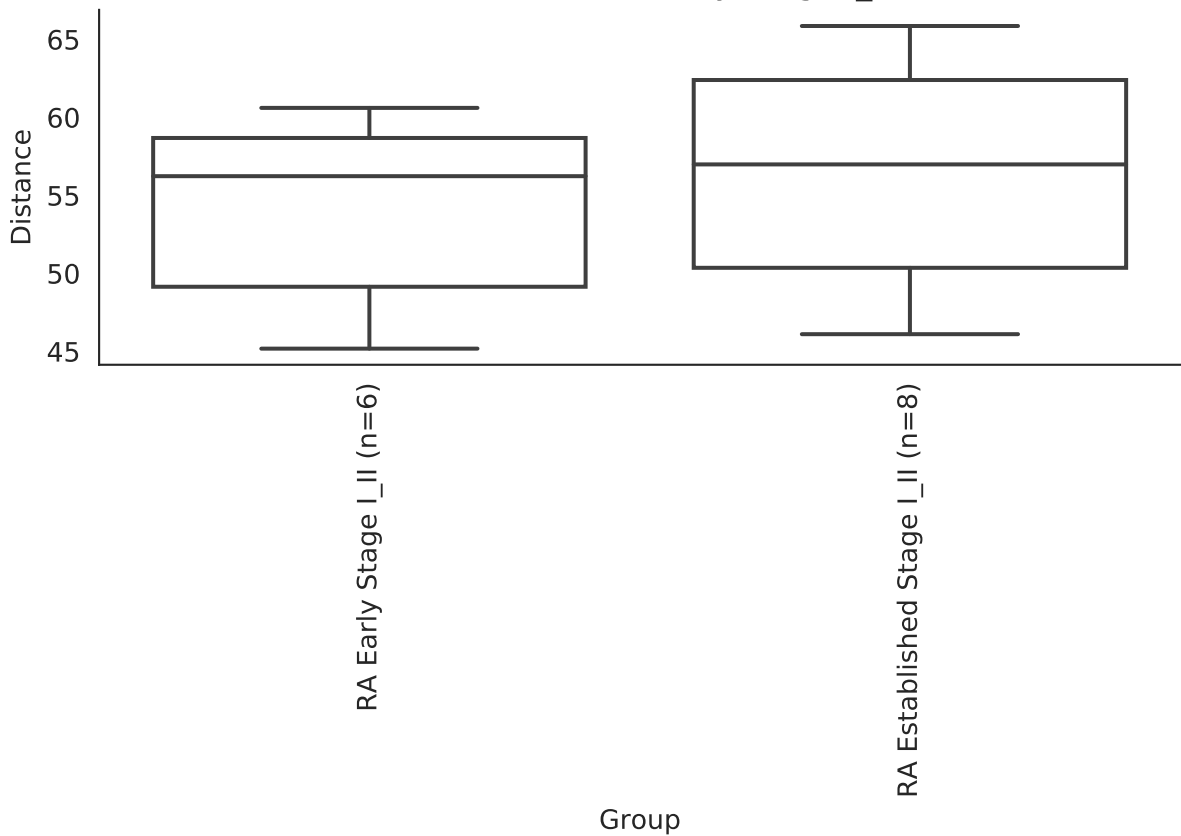 65
60
55
50
45
Distance
RA Early Stage I_II (n=6)
RA Established Stage I_II (n=8)
Group